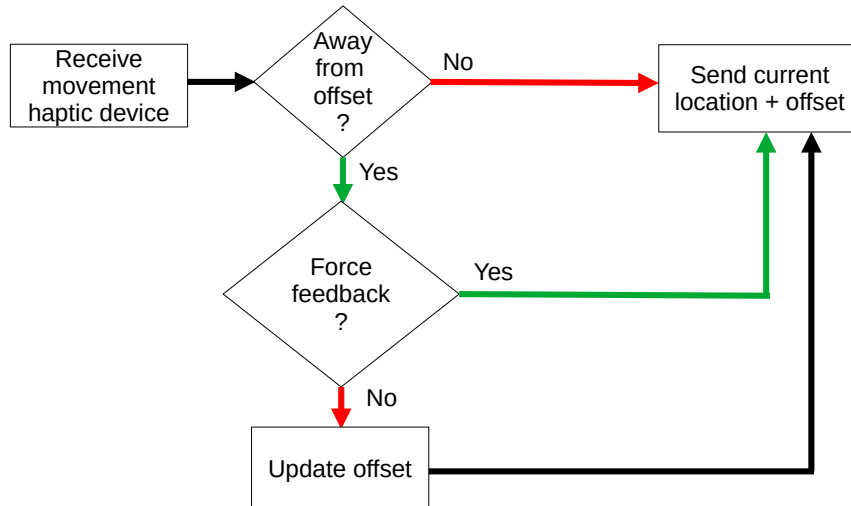 Receive
movement
haptic device
Away
from
offset
?
No
Send current
location + offset
Yes
Force
feedback
?
Yes
No
Update offset